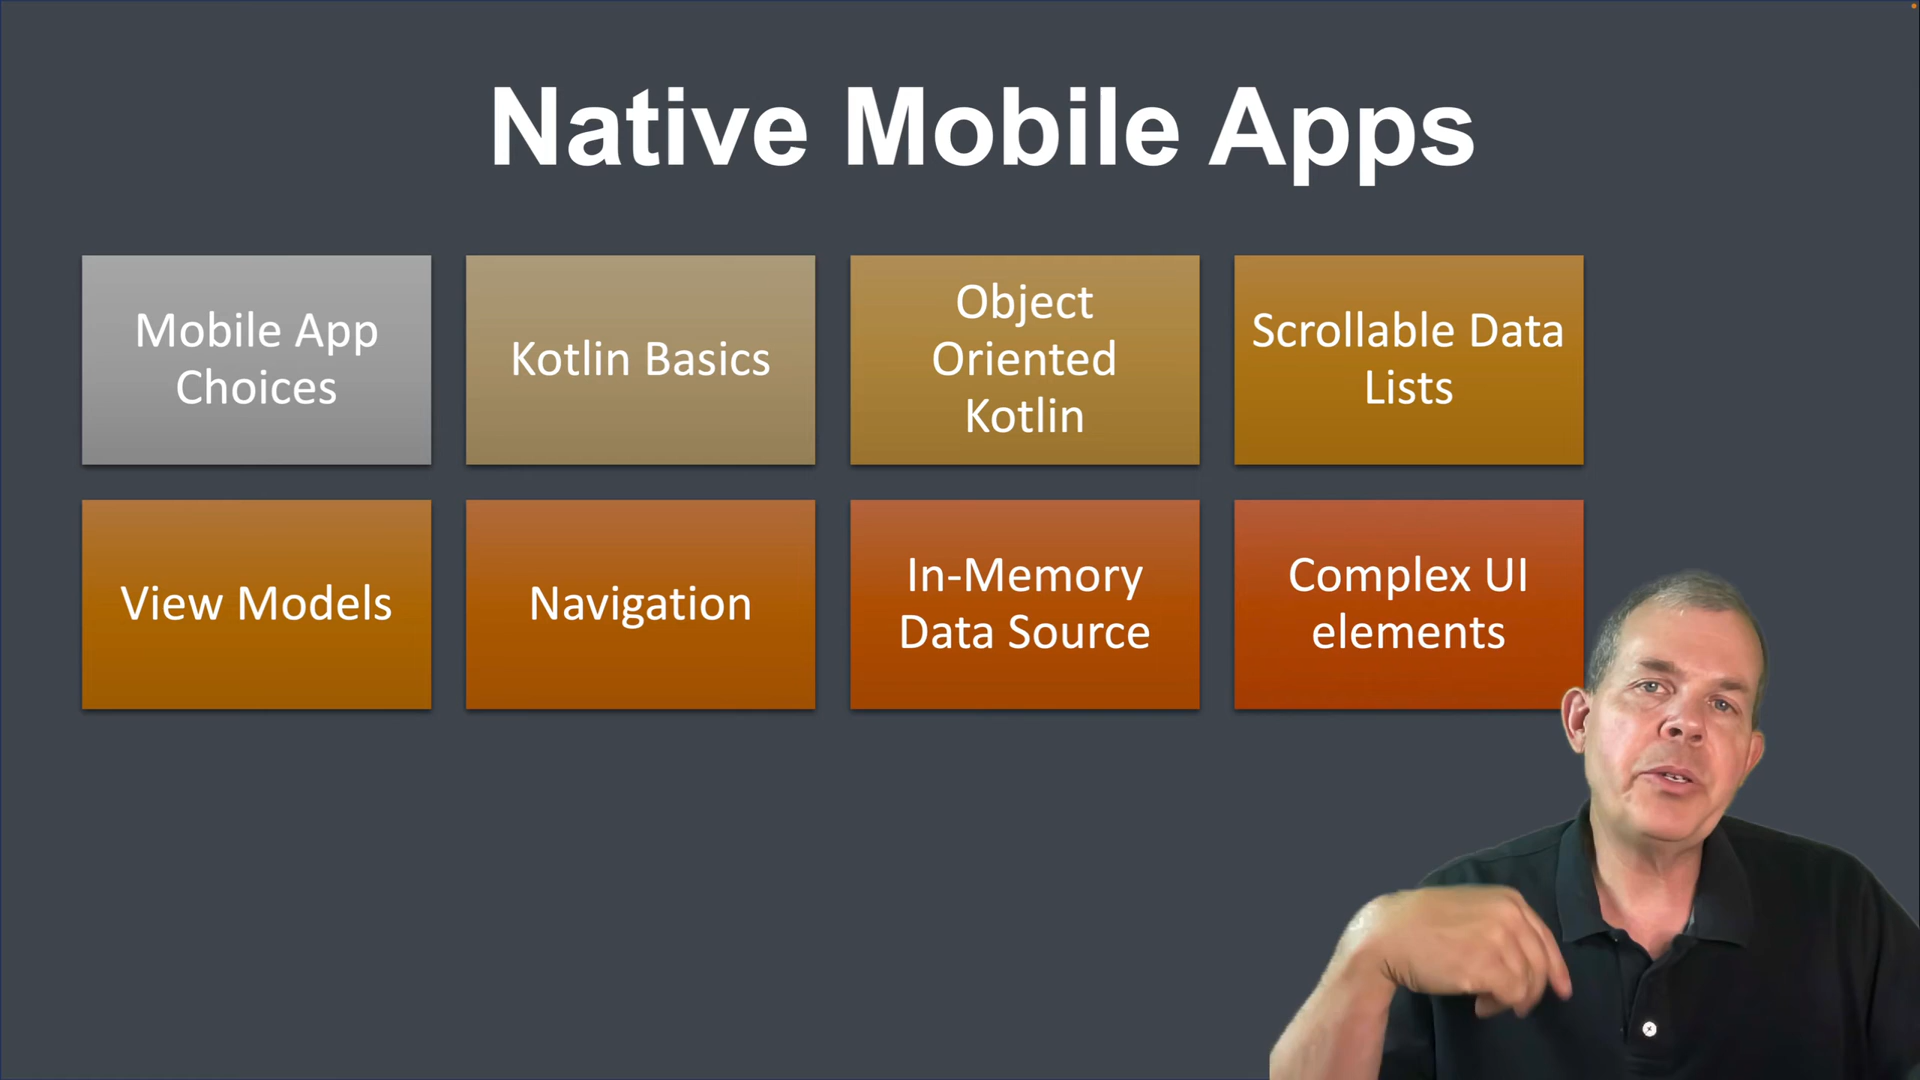 Native Mobile Apps
Mobile App
Choices
Kotlin Basics
Object
Oriented
Kotlin
Scrollable Data
Lists
View Models
Navigation
In-Memory
Data Source
Complex UI
elements